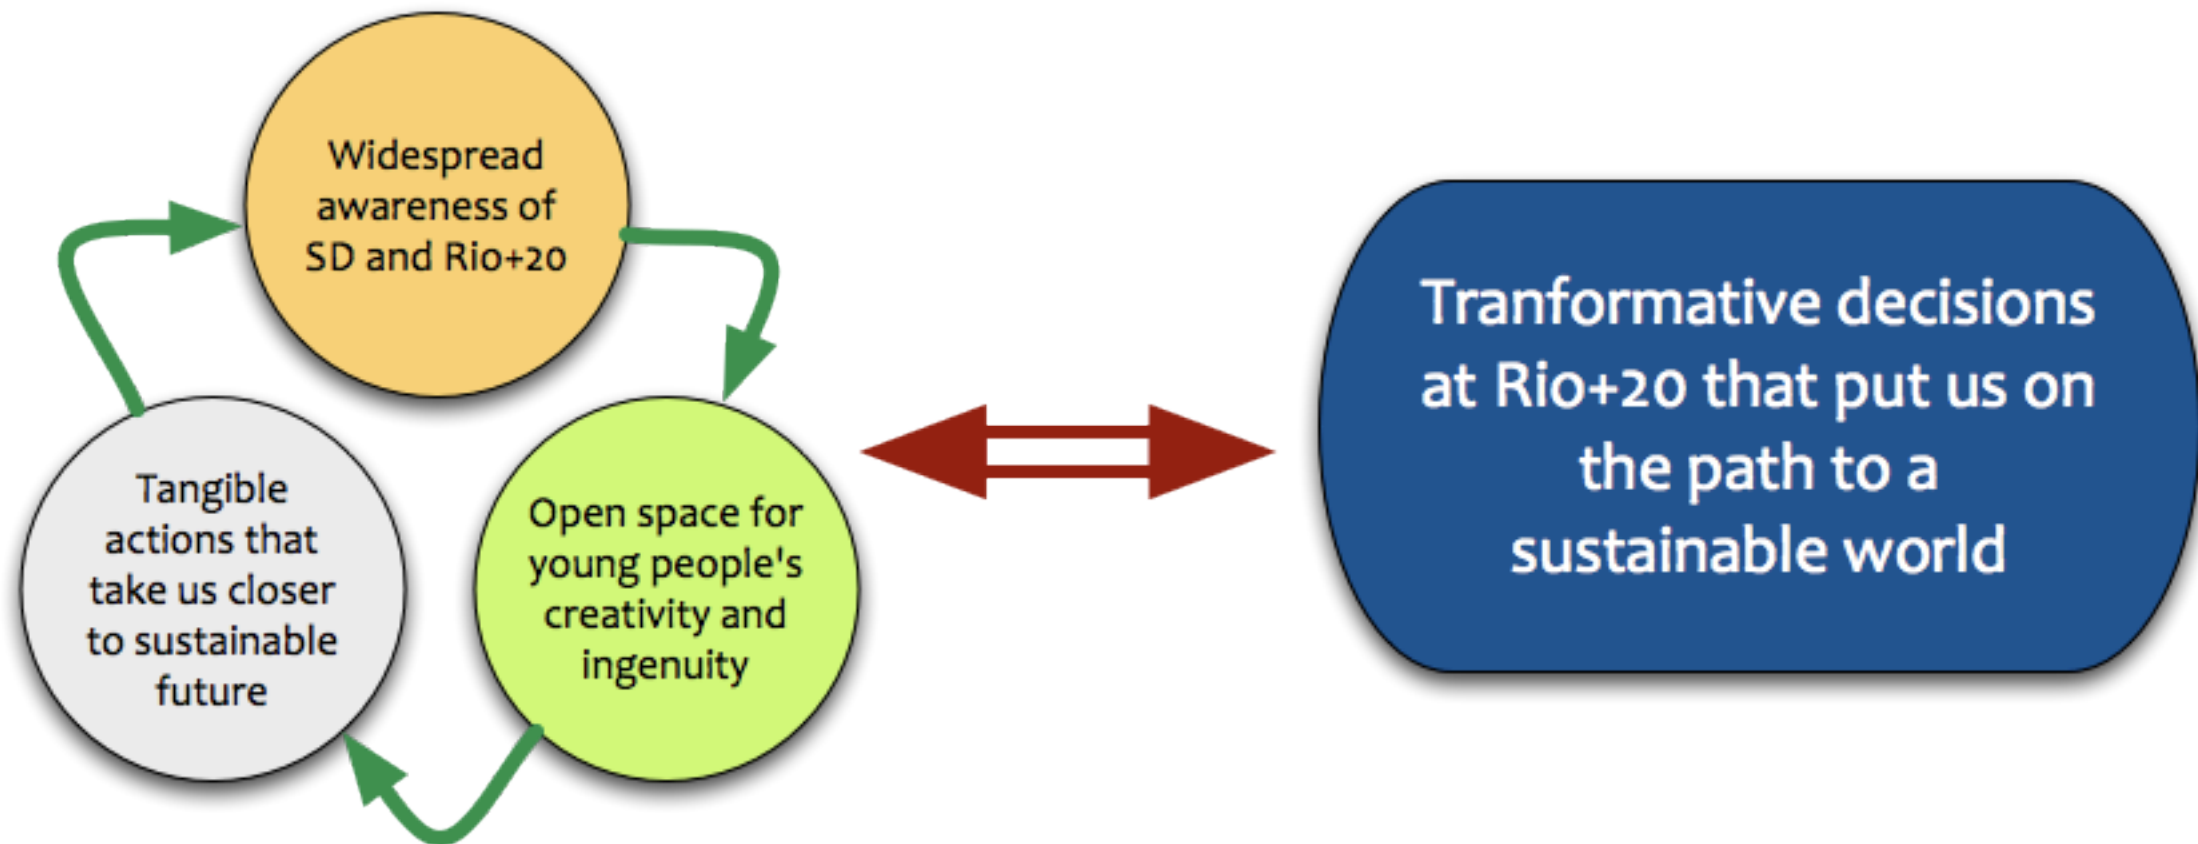 Widespread
awareness of
SD and Rio+20
Tangible
actions that
take us closer
to sustainable
future
Open space for
young people's
creativity and
ingenuity
Tranformative decisions
at Rio+20 that put us on
the path to a
sustainable world